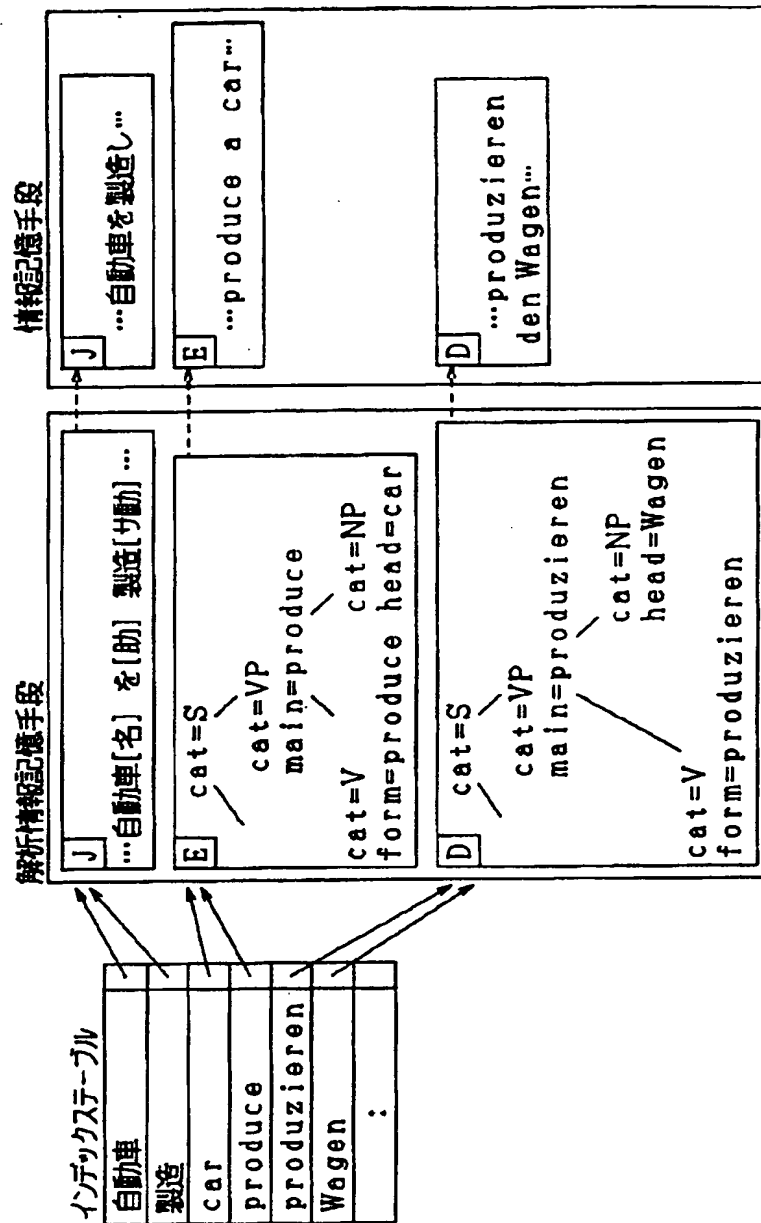 インデックステーブル
自動車
製造
car
produce
produzieren
Wagen
:
解析情報記憶手段
J
…自動車[名] を[助] 製造[サ動]…
E
cat=S
cat=VP
main=produce
cat=V
cat=NP
form=produce head=car
D
cat=S
cat=VP
main=produzieren
cat=NP
head=Wagen
cat=V
form=produzieren
情報記憶手段
J
…自動車を製造し…
E
…produce a car…
D
…produzieren
den Wagen…